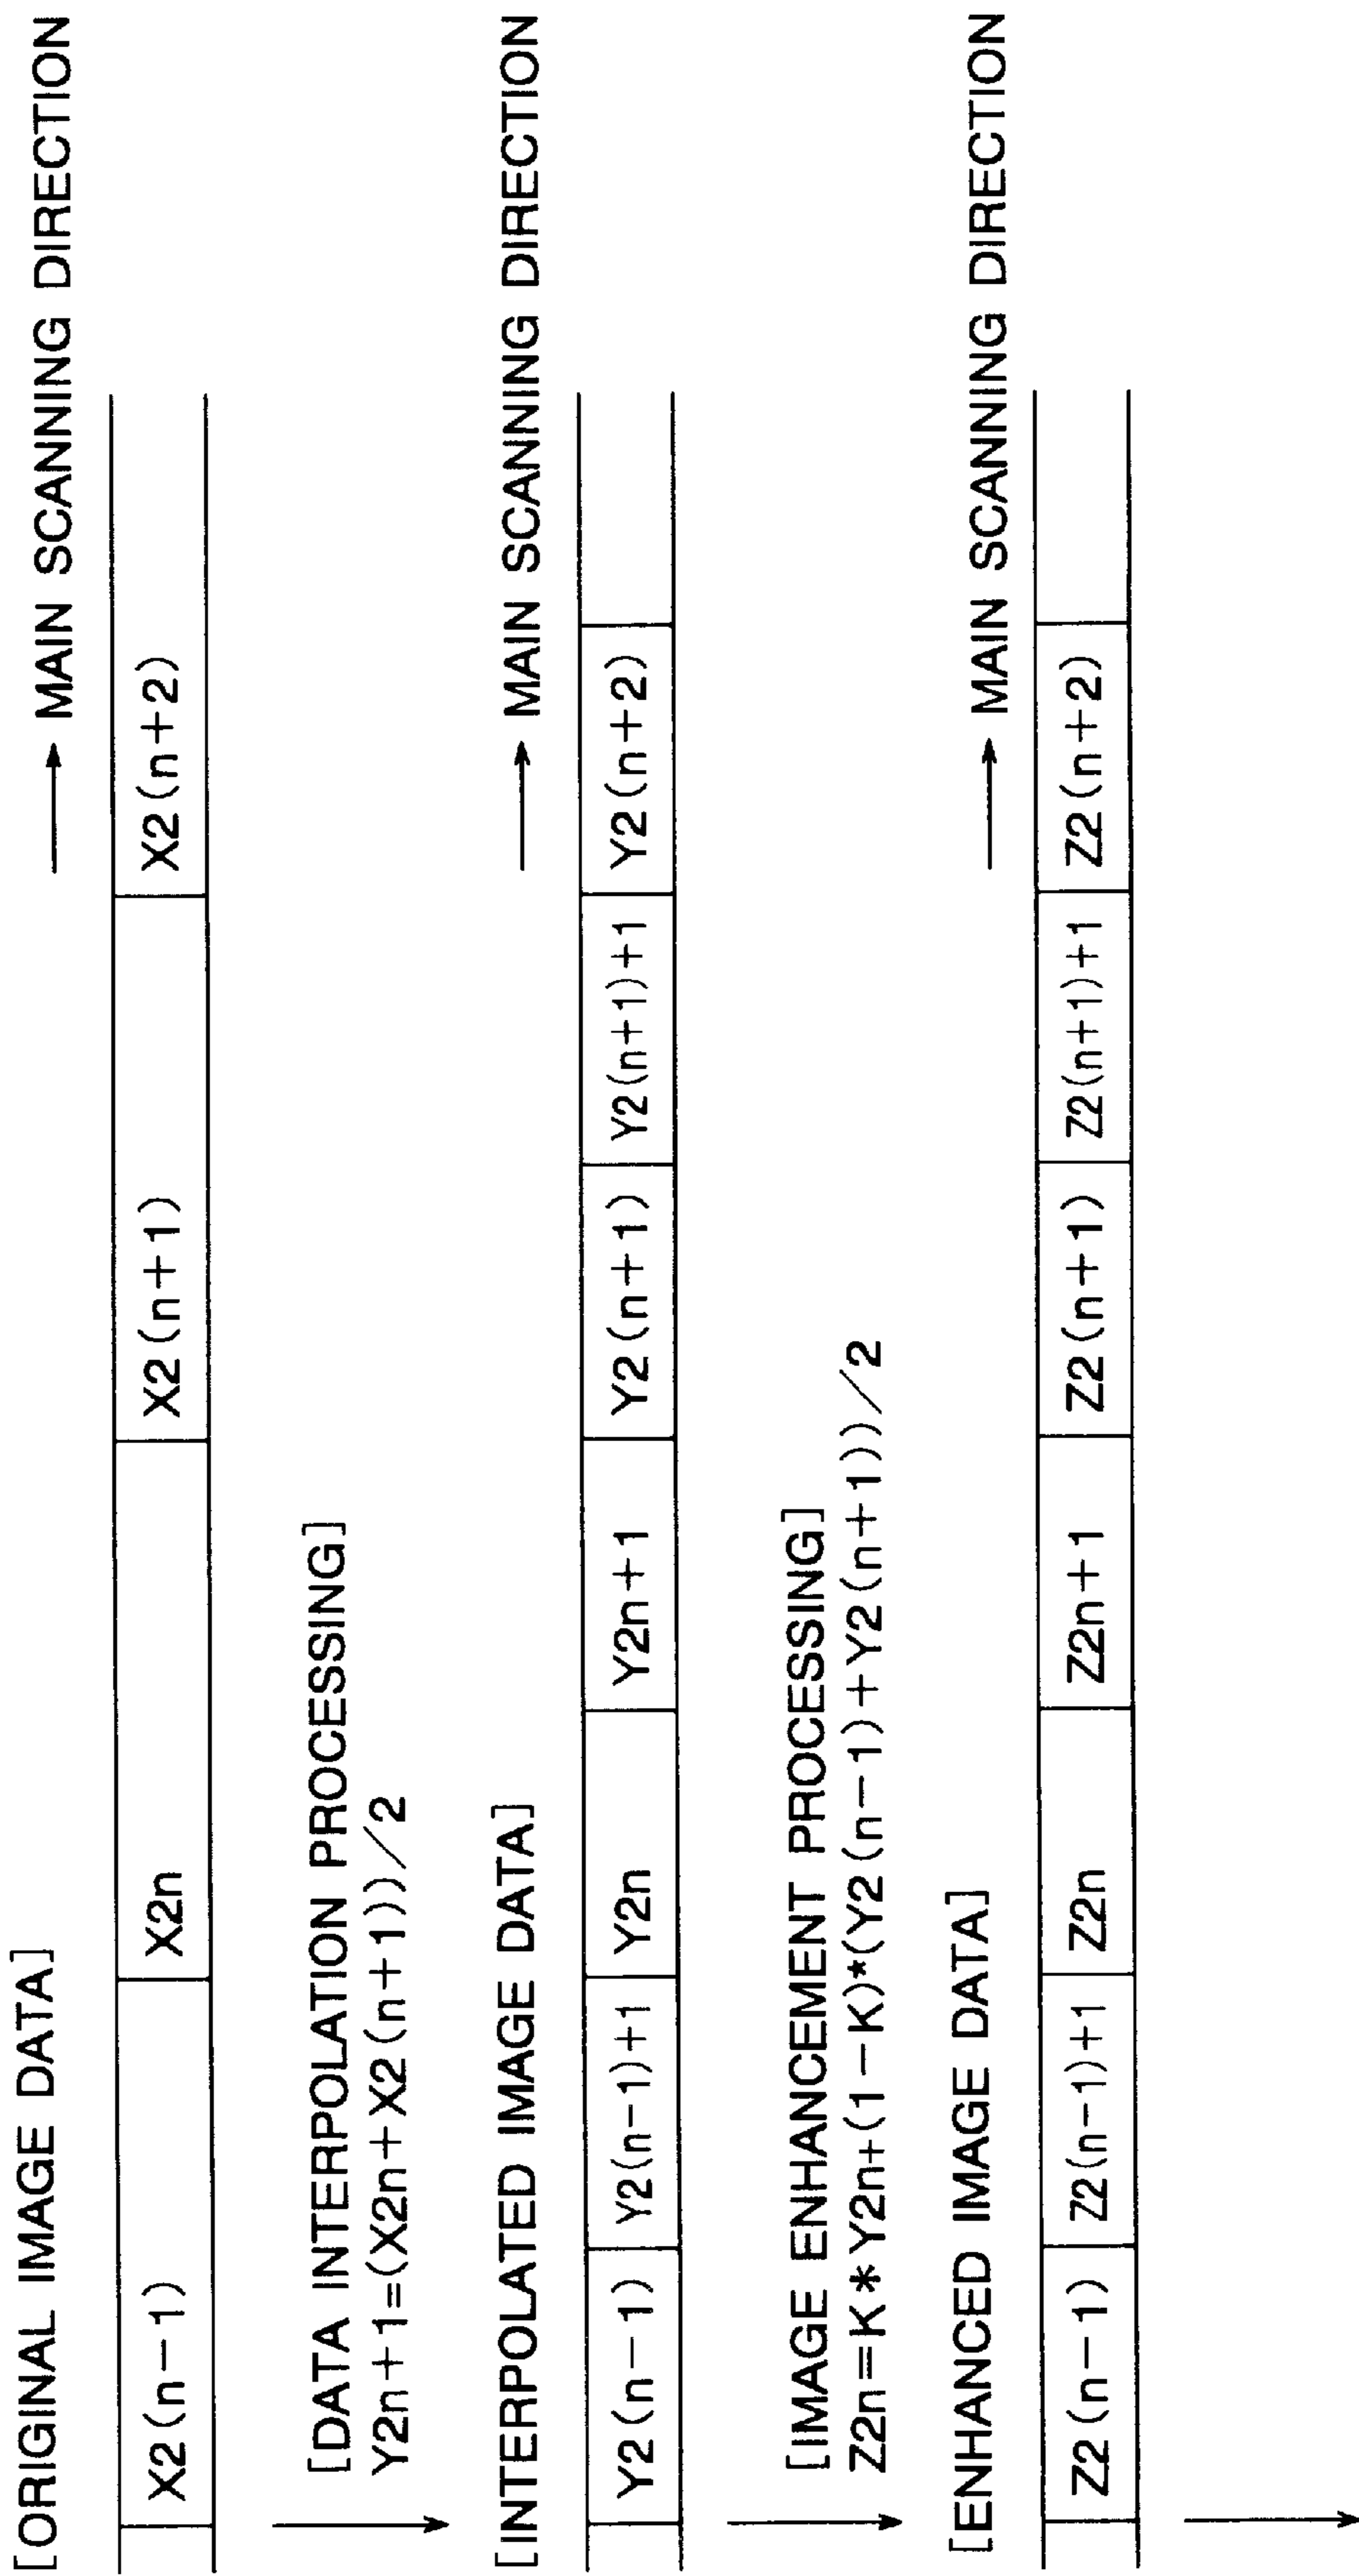 [ORIGINAL IMAGE DATA]
MAIN SCANNING DIRECTION
X2(n-1) X2n X2(n+1) X2(n+2)
[DATA INTERPOLATION PROCESSING]
Y2n+1=(X2n+X2(n+1))/2
[INTERPOLATED IMAGE DATA]
MAIN SCANNING DIRECTION
Y2(n-1) Y2(n-1)+1 Y2n Y2n+1 Y2(n+1) Y2(n+1)+1 Y2(n+2)
[IMAGE ENHANCEMENT PROCESSING]
Z2n=K*Y2n+(1-K)*(Y2(n-1)+Y2(n+1))/2
[ENHANCED IMAGE DATA]
MAIN SCANNING DIRECTION
Z2(n-1) Z2(n-1)+1 Z2n Z2n+1 Z2(n+1) Z2(n+1)+1 Z2(n+2)